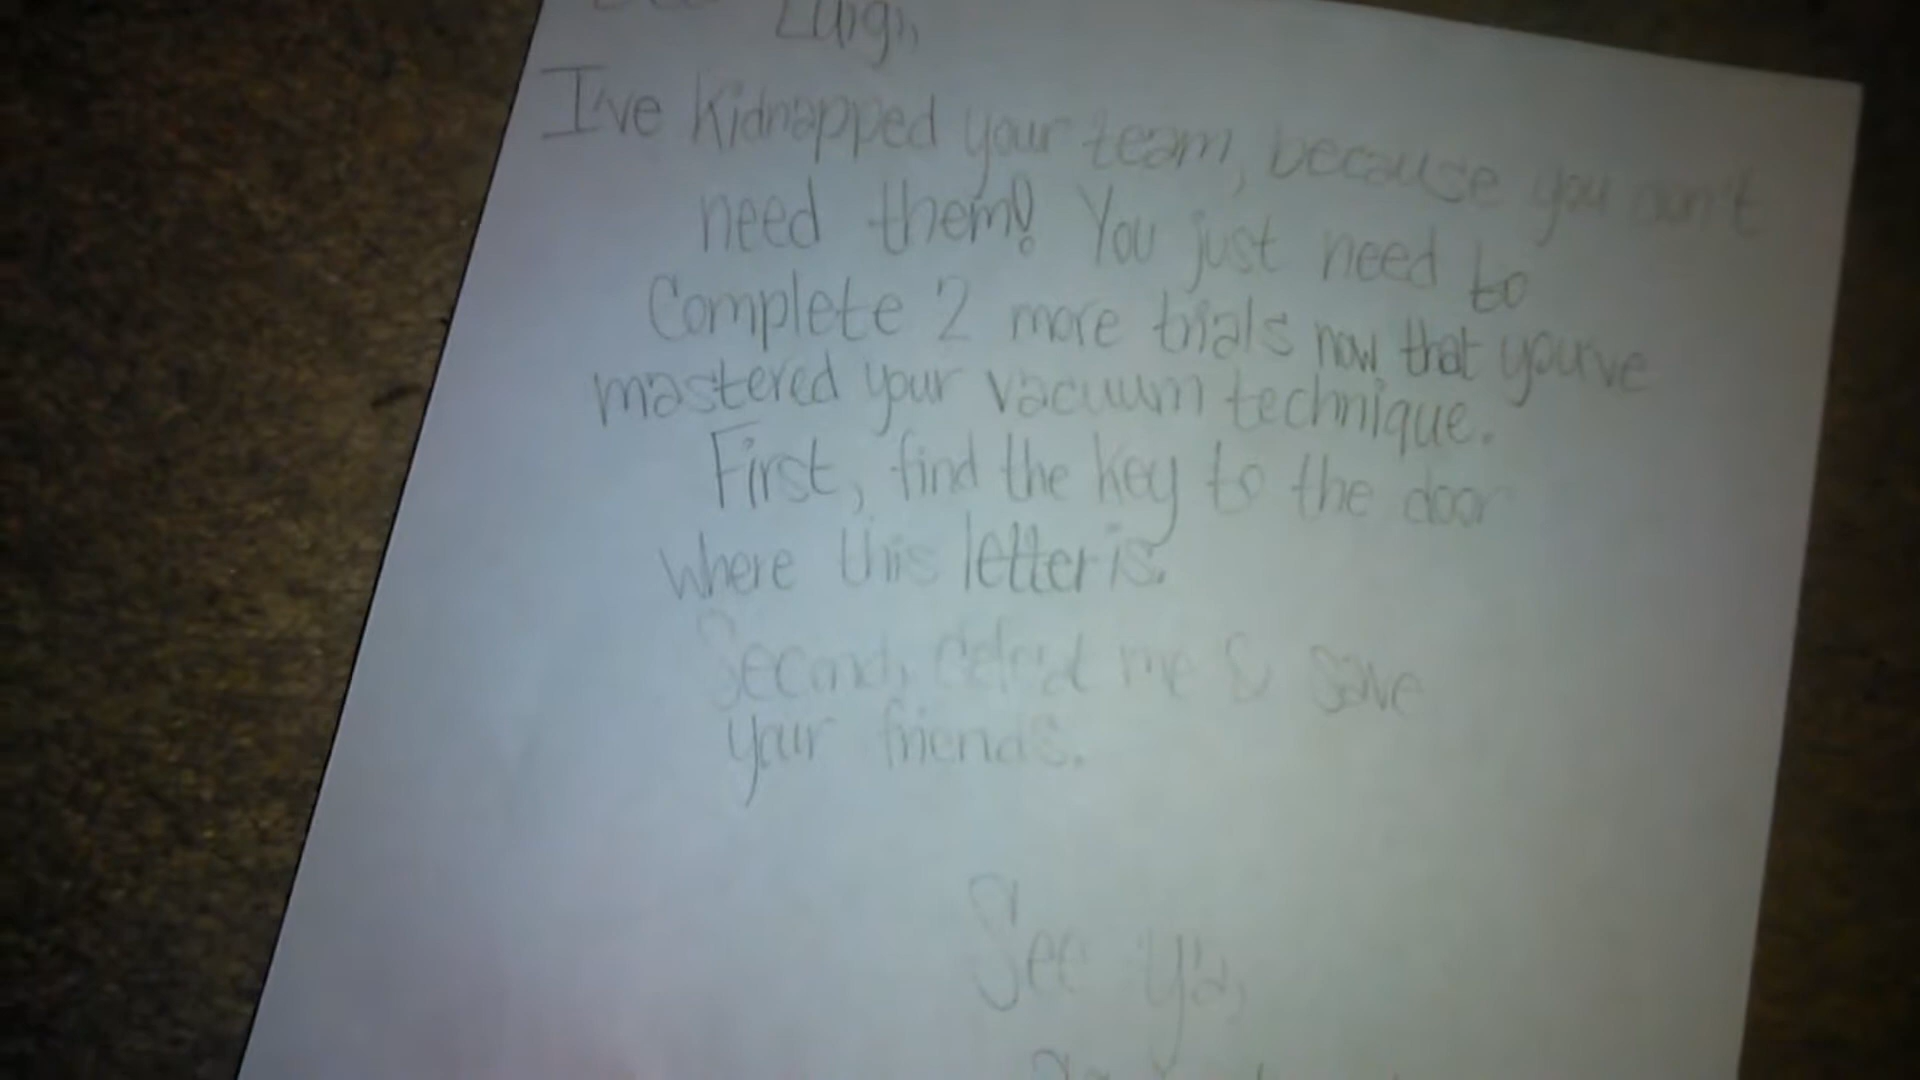 Luigi,
I've kidnapped your team, because you don't
need them! You just need to
Complete 2 more trials now that youv've
mastered your vacuum technique.
First, find the key to the door
where this letter is.
Second, defeat me & save
your friends.
See ya,